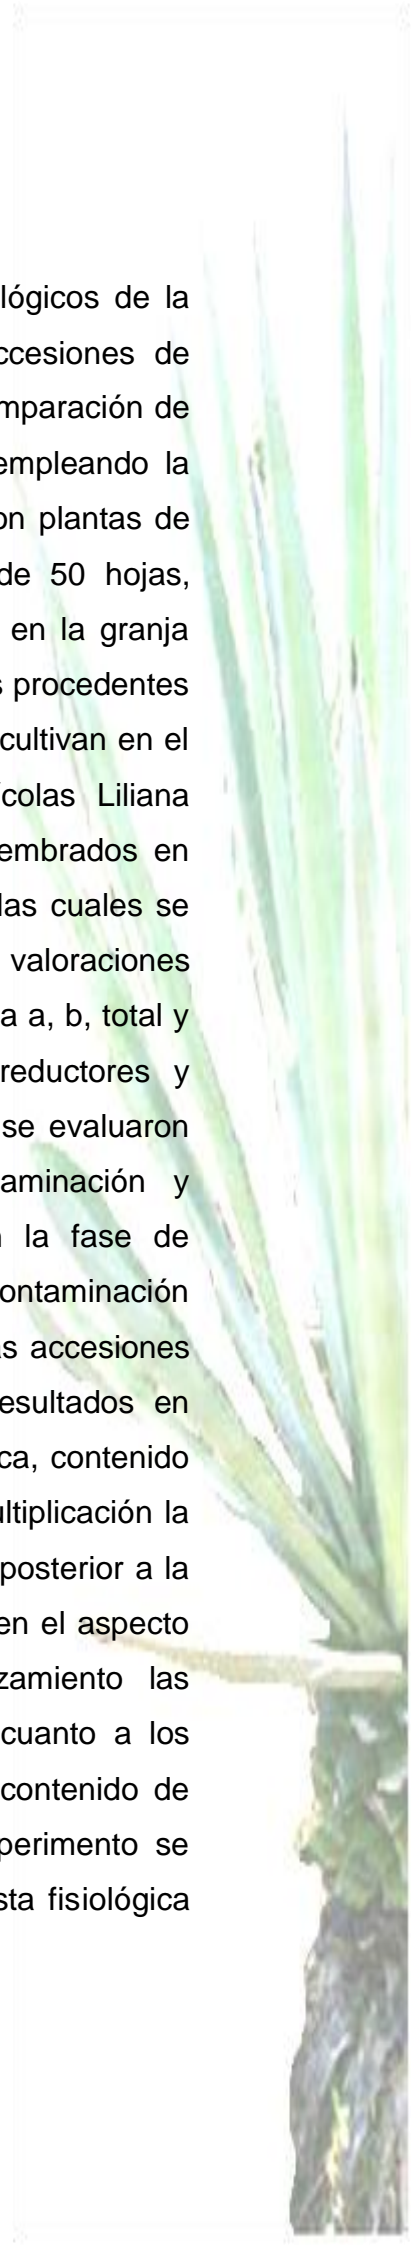 lógicos de la
ccesiones de
mparación de
empleando la
on plantas de
de 50 hojas,
en la granja
s procedentes
cultivan en el
colas Liliana
embrados en
las cuales se
valoraciones
a a, b, total y
reductores y
se evaluaron
aminación y
la fase de
ontaminación
as accesiones
esultados en
ca, contenido
ultiplicación la
posterior a la
en el aspecto
zamiento las
cuanto a los
contenido de
perimento se
sta fisiológica